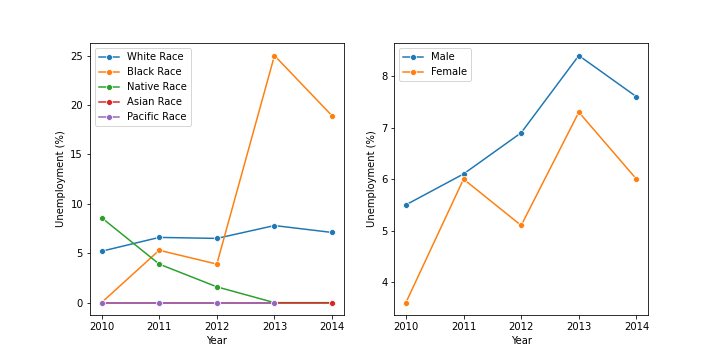 White Race
Black Race
Native Race
Asian Race
Pacific Race
25
20
15
10
5
0
Unemployment (%)
2010 2011 2012 2013 2014
Year
Male
Female
8
7
6
5
4
Unemployment (%)
2010 2011 2012 2013 2014
Year